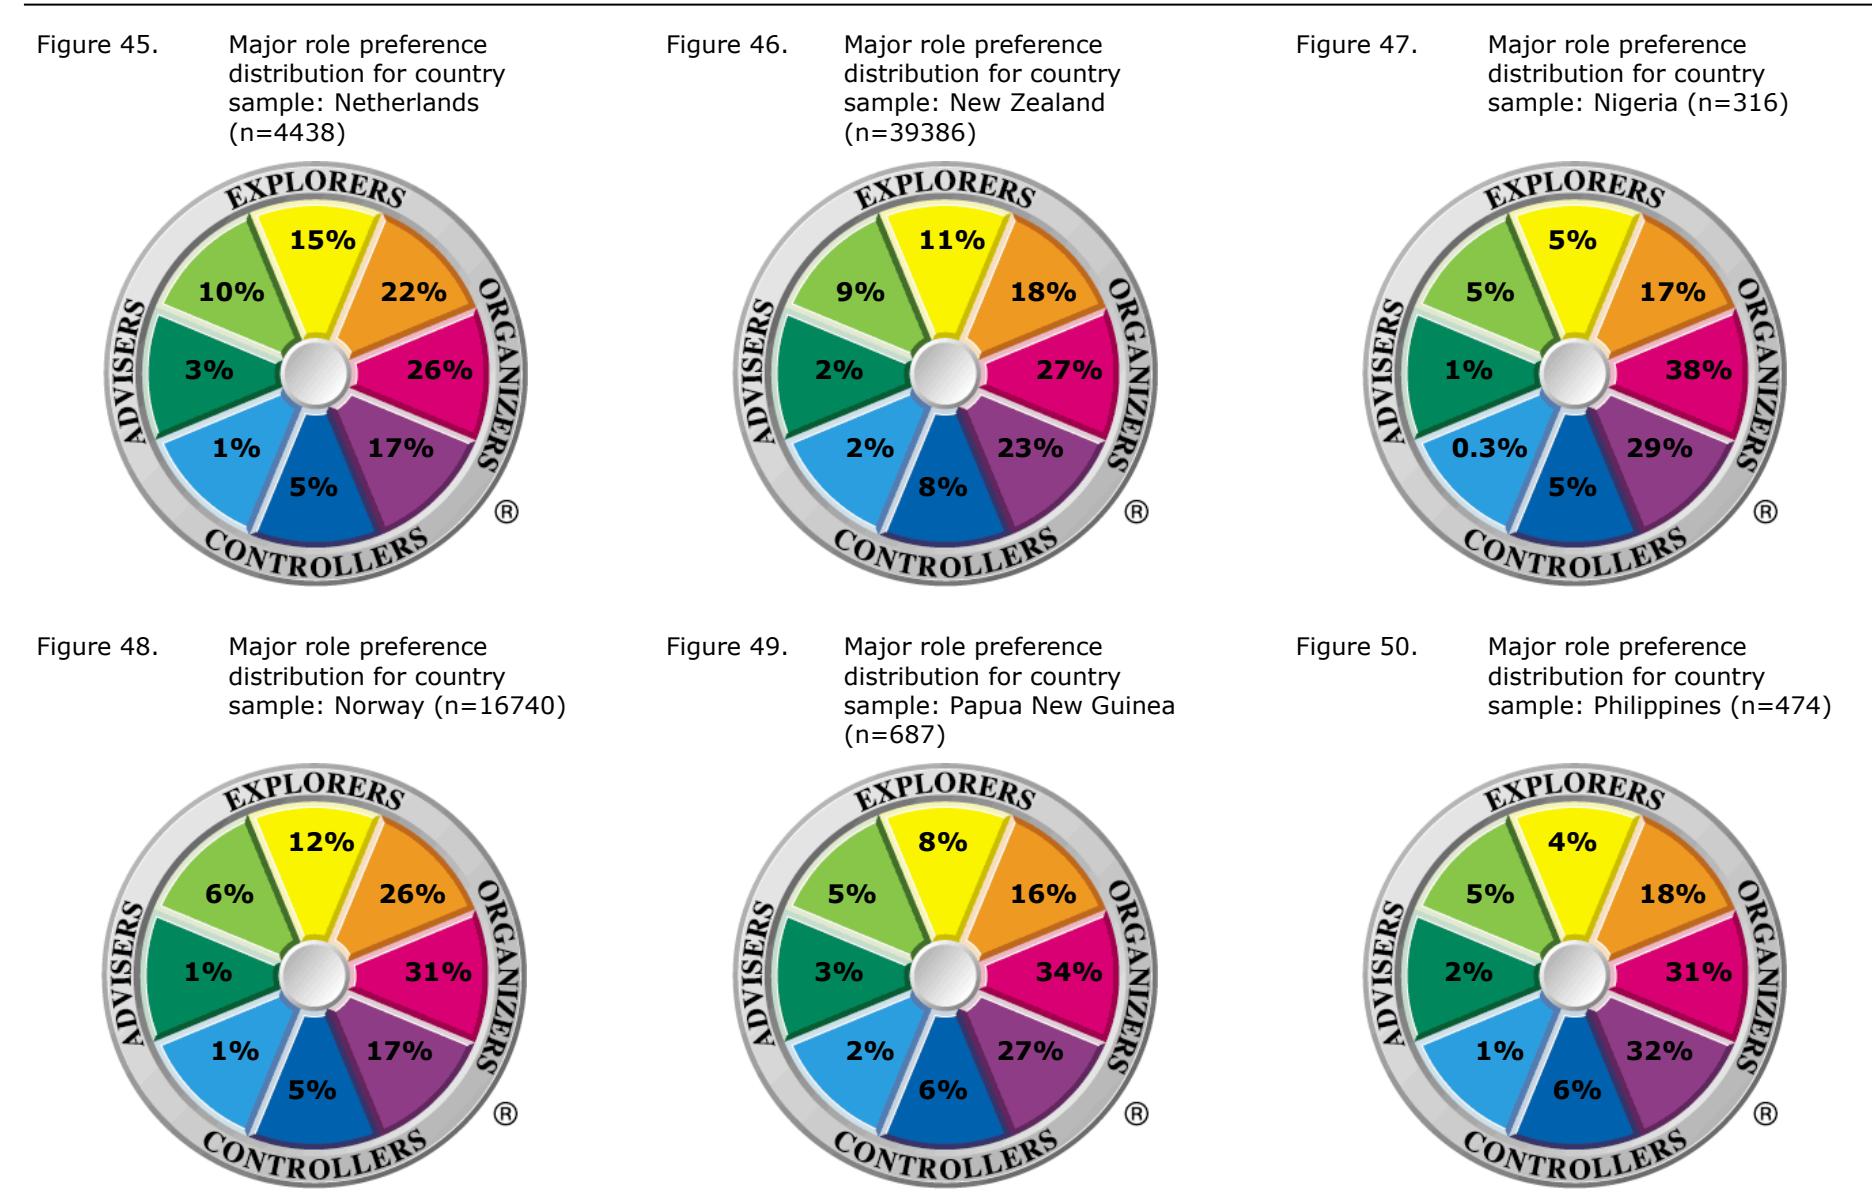 Figure 45.
Major role preference
distribution for country
sample: Netherlands
(n=4438)
EXPLORERS
ORGANIZERS
CONTROLLERS
ADVISERS
15%
22%
26%
17%
5%
1%
3%
10%
®
Figure 46.
Major role preference
distribution for country
sample: New Zealand
(n=39386)
EXPLORERS
ORGANIZERS
CONTROLLERS
ADVISERS
11%
18%
27%
23%
8%
2%
2%
9%
®
Figure 47.
Major role preference
distribution for country
sample: Nigeria (n=316)
EXPLORERS
ORGANIZERS
CONTROLLERS
ADVISERS
5%
17%
38%
29%
5%
0.3%
1%
5%
®
Figure 48.
Major role preference
distribution for country
sample: Norway (n=16740)
EXPLORERS
ORGANIZERS
CONTROLLERS
ADVISERS
12%
26%
31%
17%
5%
1%
1%
6%
®
Figure 49.
Major role preference
distribution for country
sample: Papua New Guinea
(n=687)
EXPLORERS
ORGANIZERS
CONTROLLERS
ADVISERS
8%
16%
34%
27%
6%
2%
3%
5%
®
Figure 50.
Major role preference
distribution for country
sample: Philippines (n=474)
EXPLORERS
ORGANIZERS
CONTROLLERS
ADVISERS
4%
18%
31%
32%
6%
1%
2%
5%
®